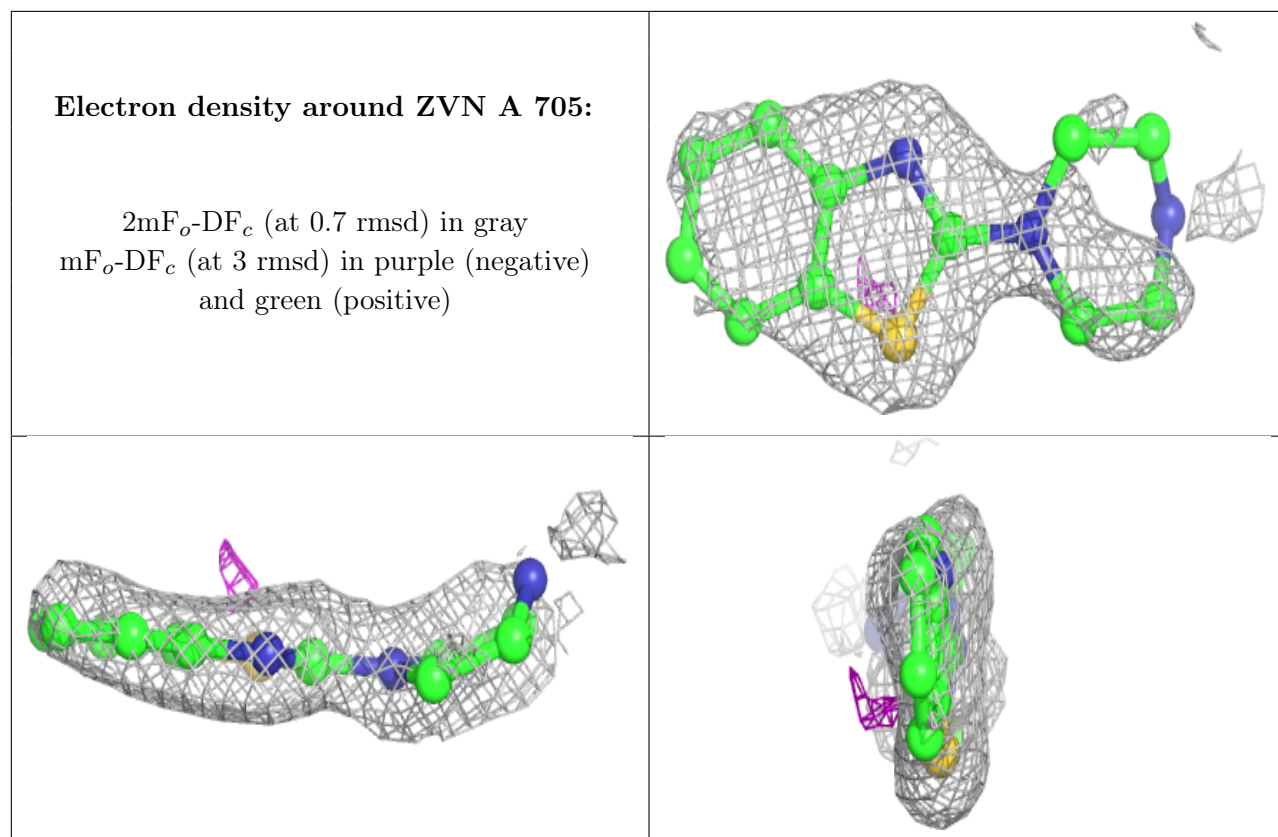 Electron density around ZVN A 705:
2mFₒ-DF𝒸 (at 0.7 rmsd) in gray
mFₒ-DF𝒸 (at 3 rmsd) in purple (negative)
and green (positive)